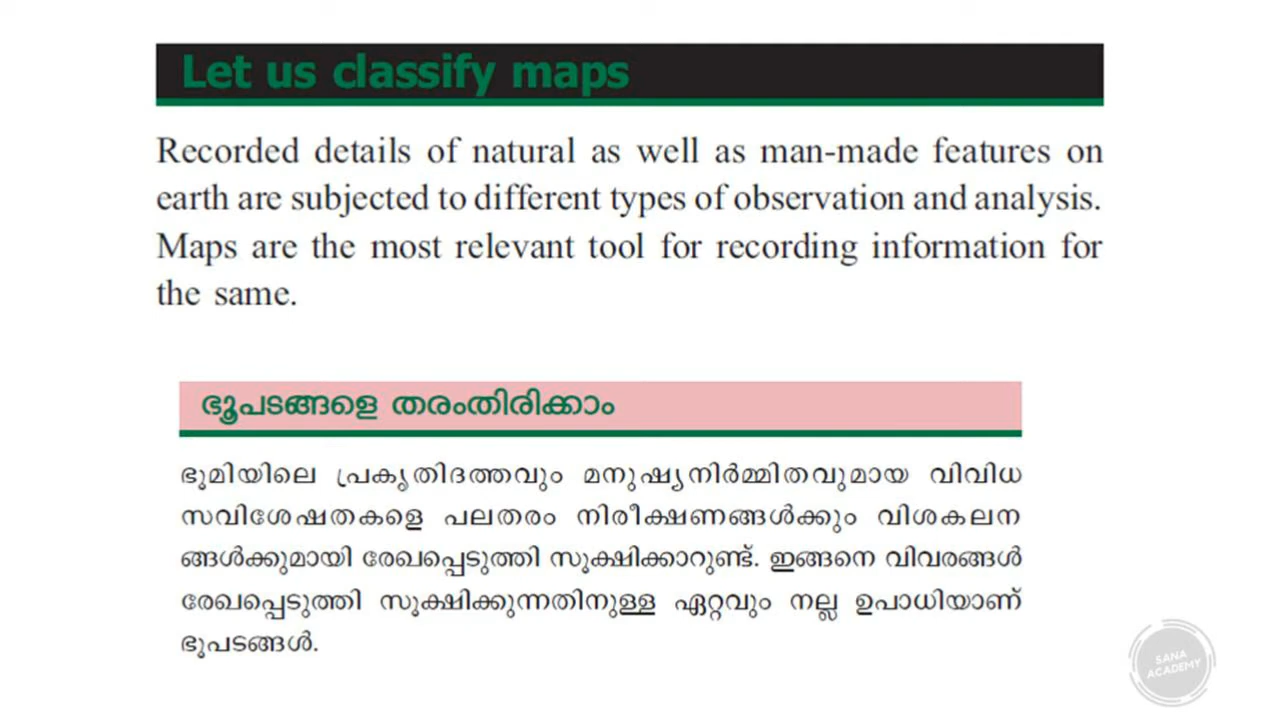 Let us classify maps
Recorded details of natural as well as man-made features on
earth are subjected to different types of observation and analysis.
Maps are the most relevant tool for recording information for
the same.
ഭൂപടങ്ങളെ തരംതിരിക്കാം
ഭൂമിയിലെ പ്രകൃതിദത്തവും മനുഷ്യനിർമ്മിതവുമായ വിവിധ
സവിശേഷതകളെ പലതരം നിരീക്ഷണങ്ങൾക്കും വിശകലന
ങ്ങൾക്കുമായി രേഖപ്പെടുത്തി സൂക്ഷിക്കാറുണ്ട്. ഇങ്ങനെ വിവരങ്ങൾ
രേഖപ്പെടുത്തി സൂക്ഷിക്കുന്നതിനുള്ള ഏറ്റവും നല്ല ഉപാധിയാണ്
ഭൂപടങ്ങൾ.
SANA
ACADEMY